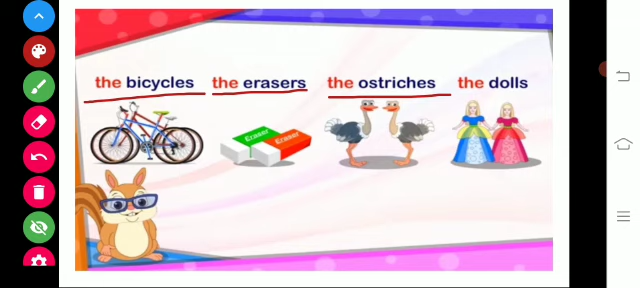 the bicycles the erasers the ostriches the dolls
Eraser Eraser